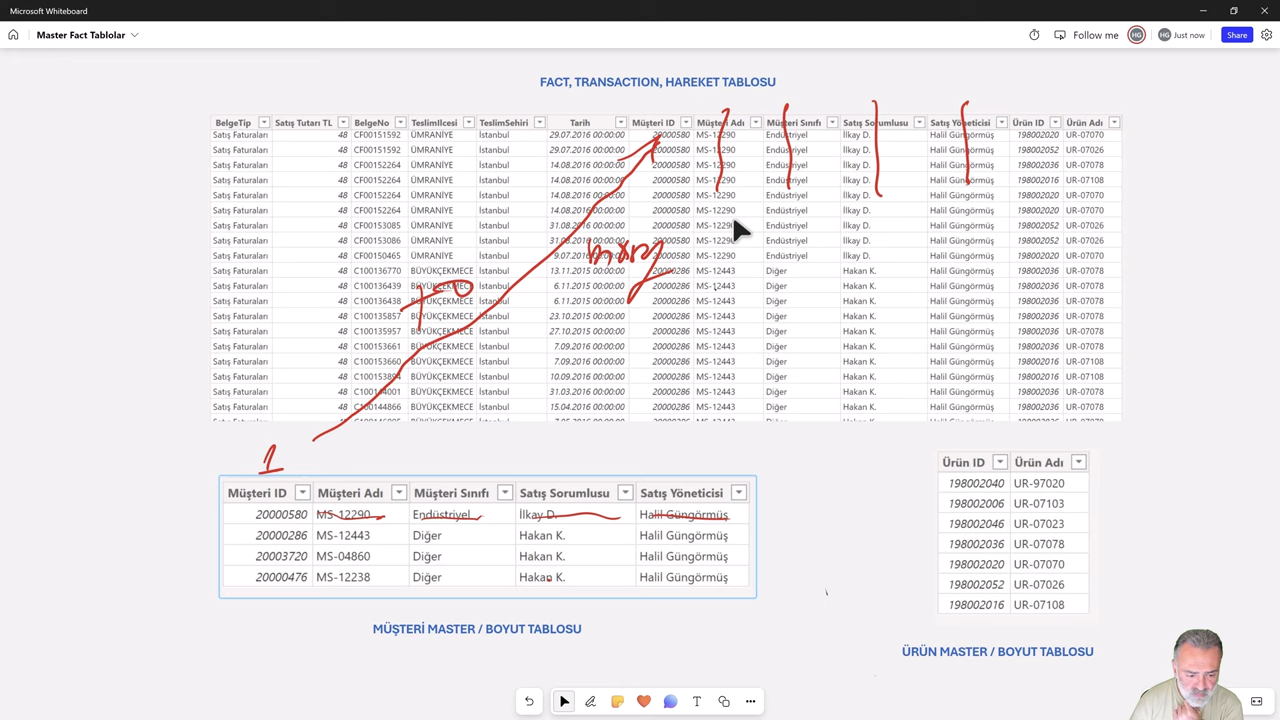 Microsoft Whiteboard
Master Fact Tablolar
Follow me HG HG Just now Share
FACT, TRANSACTION, HAREKET TABLOSU
BelgeTip Satış Tutarı TL BelgeNo TeslimIlcesi TeslimSehiri Tarih Müşteri ID Müşteri Adı Müşteri Sınıfı Satış Sorumlusu Satış Yöneticisi Ürün ID Ürün Adı
Satış Faturaları 48 CF00151592 ÜMRANİYE İstanbul 29.07.2016 00:00:00 20000580 MS-12290 Endüstriyel İlkay D. Halil Güngörmüş 198002020 UR-07070
Satış Faturaları 48 CF00151592 ÜMRANİYE İstanbul 29.07.2016 00:00:00 20000580 MS-12290 Endüstriyel İlkay D. Halil Güngörmüş 198002052 UR-07026
Satış Faturaları 48 CF00152264 ÜMRANİYE İstanbul 14.08.2016 00:00:00 20000580 MS-12290 Endüstriyel İlkay D. Halil Güngörmüş 198002036 UR-07078
Satış Faturaları 48 CF00152264 ÜMRANİYE İstanbul 14.08.2016 00:00:00 20000580 MS-12290 Endüstriyel İlkay D. Halil Güngörmüş 198002016 UR-07108
Satış Faturaları 48 CF00152264 ÜMRANİYE İstanbul 14.08.2016 00:00:00 20000580 MS-12290 Endüstriyel İlkay D. Halil Güngörmüş 198002020 UR-07070
Satış Faturaları 48 CF00152264 ÜMRANİYE İstanbul 14.08.2016 00:00:00 20000580 MS-12290 Endüstriyel İlkay D. Halil Güngörmüş 198002052 UR-07026
Satış Faturaları 48 CF00153085 ÜMRANİYE İstanbul 31.08.2016 00:00:00 20000580 MS-12290 Endüstriyel İlkay D. Halil Güngörmüş 198002052 UR-07026
Satış Faturaları 48 CF00153086 ÜMRANİYE İstanbul 31.08.2016 00:00:00 20000580 MS-12290 Endüstriyel İlkay D. Halil Güngörmüş 198002052 UR-07026
Satış Faturaları 48 CF00150465 ÜMRANİYE İstanbul 9.07.2016 00:00:00 20000580 MS-12290 Endüstriyel İlkay D. Halil Güngörmüş 198002020 UR-07070
Satış Faturaları 48 C100136770 BÜYÜKÇEKMECE İstanbul 13.11.2015 00:00:00 20000286 MS-12443 Diğer Hakan K. Halil Güngörmüş 198002036 UR-07078
Satış Faturaları 48 C100136439 BÜYÜKÇEKMECE İstanbul 6.11.2015 00:00:00 20000286 MS-12443 Diğer Hakan K. Halil Güngörmüş 198002036 UR-07078
Satış Faturaları 48 C100136438 BÜYÜKÇEKMECE İstanbul 6.11.2015 00:00:00 20000286 MS-12443 Diğer Hakan K. Halil Güngörmüş 198002036 UR-07078
Satış Faturaları 48 C100135857 BÜYÜKÇEKMECE İstanbul 23.10.2015 00:00:00 20000286 MS-12443 Diğer Hakan K. Halil Güngörmüş 198002036 UR-07078
Satış Faturaları 48 C100135957 BÜYÜKÇEKMECE İstanbul 27.10.2015 00:00:00 20000286 MS-12443 Diğer Hakan K. Halil Güngörmüş 198002036 UR-07078
Satış Faturaları 48 C100153661 BÜYÜKÇEKMECE İstanbul 7.09.2016 00:00:00 20000286 MS-12443 Diğer Hakan K. Halil Güngörmüş 198002036 UR-07078
Satış Faturaları 48 C100153660 BÜYÜKÇEKMECE İstanbul 7.09.2016 00:00:00 20000286 MS-12443 Diğer Hakan K. Halil Güngörmüş 198002016 UR-07108
Satış Faturaları 48 BÜYÜKÇEKMECE İstanbul 10.09.2016 00:00:00 20000286 MS-12443 Diğer Hakan K. Halil Güngörmüş 198002036 UR-07078
Satış Faturaları 48 BÜYÜKÇEKMECE İstanbul 31.03.2016 00:00:00 20000286 MS-12443 Diğer Hakan K. Halil Güngörmüş 198002036 UR-07078
Satış Faturaları 48 C100144866 BÜYÜKÇEKMECE İstanbul 15.04.2016 00:00:00 20000286 MS-12443 Diğer Hakan K. Halil Güngörmüş 198002036 UR-07078
1
Müşteri ID Müşteri Adı Müşteri Sınıfı Satış Sorumlusu Satış Yöneticisi
20000580 MS-12290 Endüstriyel İlkay D. Halil Güngörmüş
20000286 MS-12443 Diğer Hakan K. Halil Güngörmüş
20003720 MS-04860 Diğer Hakan K. Halil Güngörmüş
20000476 MS-12238 Diğer Hakan K. Halil Güngörmüş
MÜŞTERİ MASTER / BOYUT TABLOSU
Ürün ID Ürün Adı
198002040 UR-97020
198002006 UR-07103
198002046 UR-07023
198002036 UR-07078
198002020 UR-07070
198002052 UR-07026
198002016 UR-07108
ÜRÜN MASTER / BOYUT TABLOSU